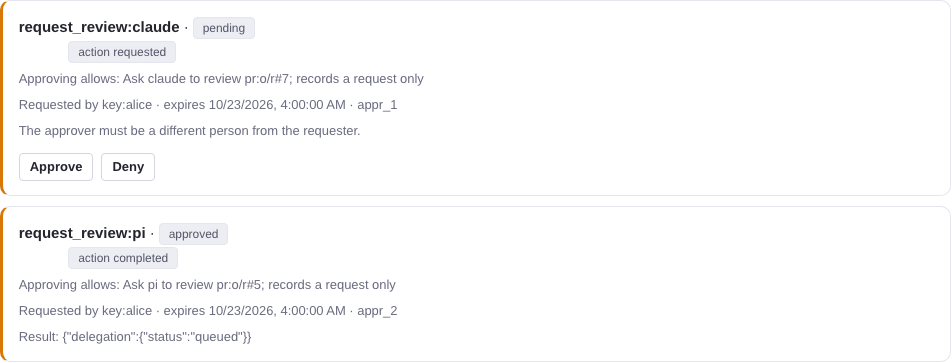 request_review:claude · pending
action requested
Approving allows: Ask claude to review pr:o/r#7; records a request only
Requested by key:alice · expires 10/23/2026, 4:00:00 AM · appr_1
The approver must be a different person from the requester.
Approve Deny
request_review:pi · approved
action completed
Approving allows: Ask pi to review pr:o/r#5; records a request only
Requested by key:alice · expires 10/23/2026, 4:00:00 AM · appr_2
Result: {"delegation":{"status":"queued"}}